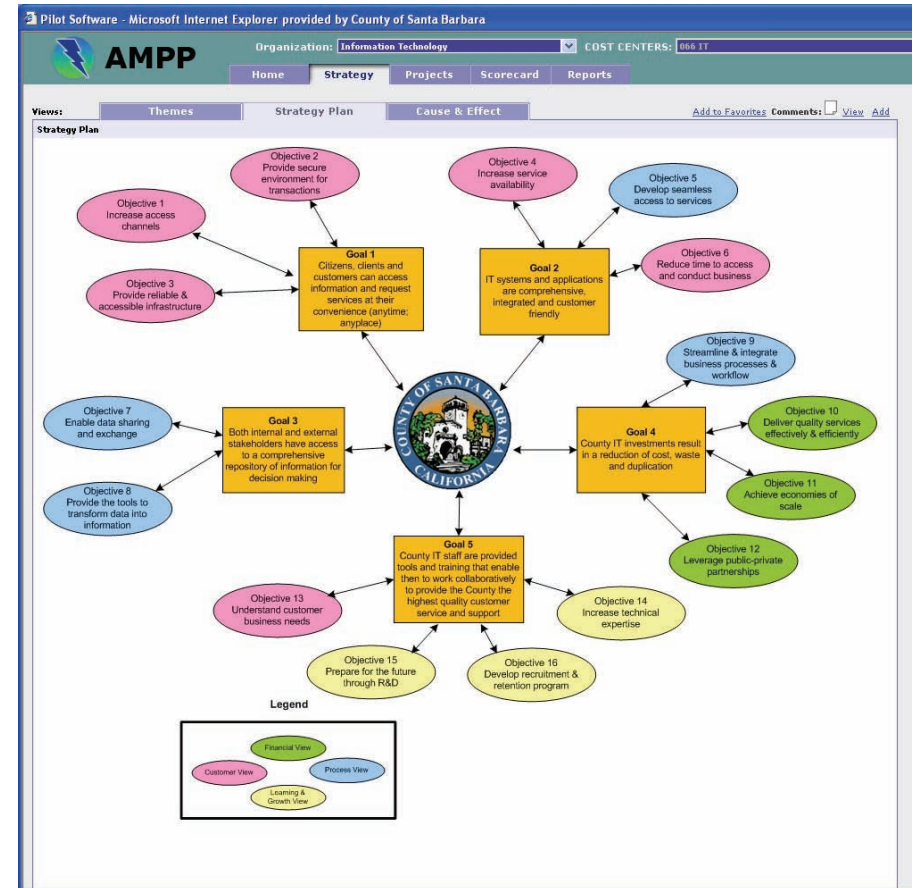 Pilot Software - Microsoft Internet Explorer provided by County of Santa Barbara
AMPP
Organization: Information Technology
COST CENTERS: 066 IT
Home Strategy Projects Scorecard Reports
Views: Themes Strategy Plan Cause & Effect
Add to Favorites Comments: View Add
Strategy Plan
Objective 2
Provide secure
environment for
transactions
Objective 4
Increase service
availability
Objective 5
Develop seamless
access to services
Objective 1
Increase access
channels
Objective 3
Provide reliable &
accessible infrastructure
Goal 1
Citizens, clients and
customers can access
information and request
services at their
convenience (anytime;
anyplace)
Goal 2
IT systems and applications
are comprehensive,
integrated and customer
friendly
Objective 6
Reduce time to access
and conduct business
Objective 9
Streamline & integrate
business processes &
workflow
COUNTY OF SANTA BARBARA
CALIFORNIA
Objective 7
Enable data sharing
and exchange
Objective 8
Provide the tools to
transform data into
information
Goal 3
Both internal and external
stakeholders have access
to a comprehensive
repository of information for
decision making
Goal 4
County IT investments result
in a reduction of cost, waste
and duplication
Objective 10
Deliver quality services
effectively & efficiently
Objective 11
Achieve economies of
scale
Objective 12
Leverage public-private
partnerships
Goal 5
County IT staff are provided
tools and training that enable
then to work collaboratively
to provide the County the
highest quality customer
service and support
Objective 13
Understand customer
business needs
Objective 14
Increase technical
expertise
Objective 15
Prepare for the future
through R&D
Objective 16
Develop recruitment &
retention program
Legend
Financial View
Customer View
Process View
Learning &
Growth View